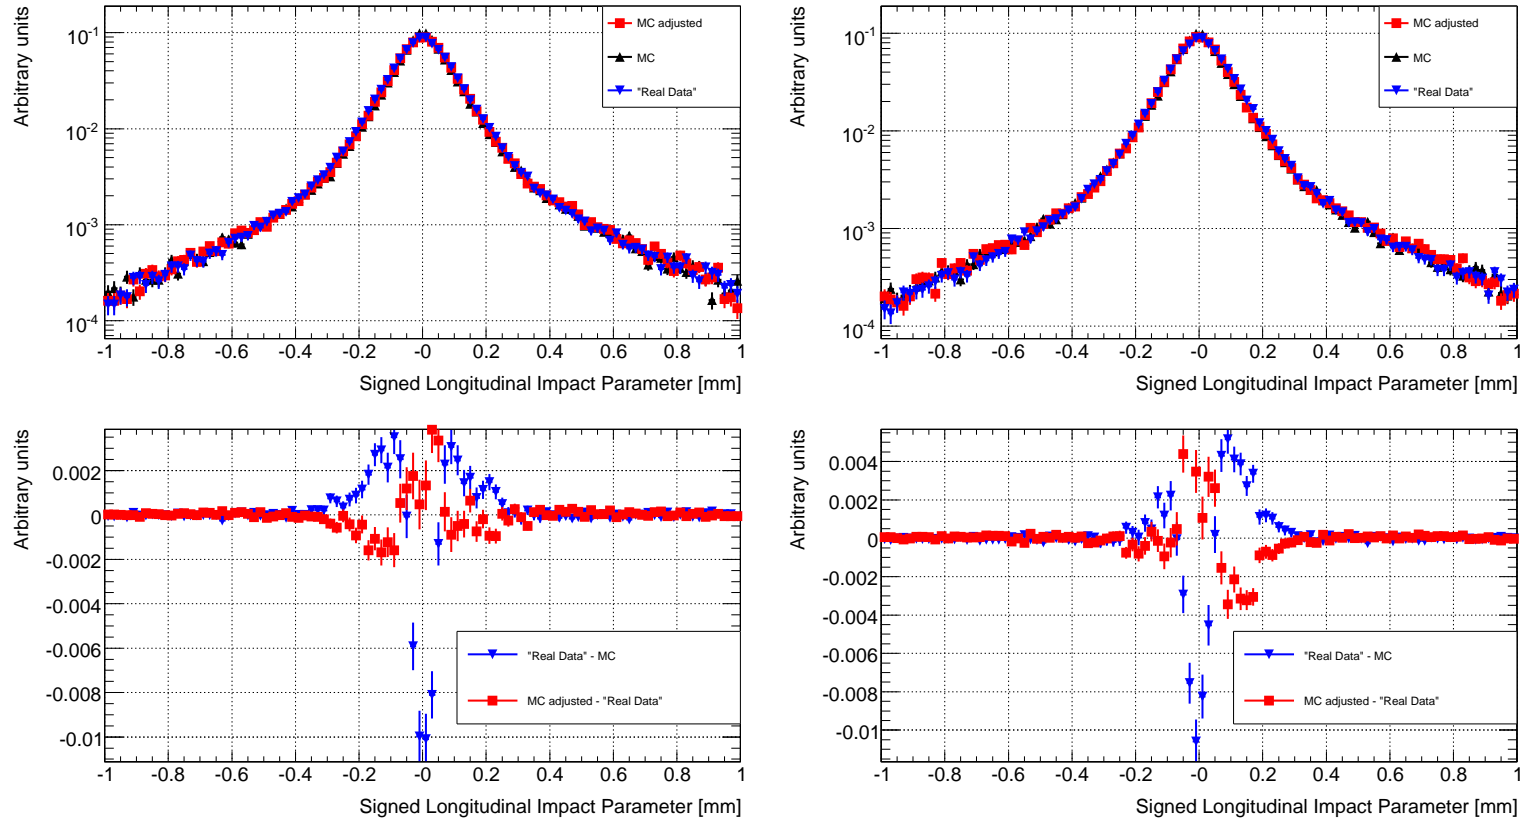 Arbitrary units
10⁻¹
10⁻²
10⁻³
10⁻⁴
MC adjusted
MC
"Real Data"
-1 -0.8 -0.6 -0.4 -0.2 -0 0.2 0.4 0.6 0.8 1
Signed Longitudinal Impact Parameter [mm]
Arbitrary units
10⁻¹
10⁻²
10⁻³
10⁻⁴
MC adjusted
MC
"Real Data"
-1 -0.8 -0.6 -0.4 -0.2 -0 0.2 0.4 0.6 0.8 1
Signed Longitudinal Impact Parameter [mm]
Arbitrary units
0.002
0
-0.002
-0.004
-0.006
-0.008
-0.01
"Real Data" - MC
MC adjusted - "Real Data"
-1 -0.8 -0.6 -0.4 -0.2 -0 0.2 0.4 0.6 0.8 1
Signed Longitudinal Impact Parameter [mm]
Arbitrary units
0.004
0.002
0
-0.002
-0.004
-0.006
-0.008
-0.01
"Real Data" - MC
MC adjusted - "Real Data"
-1 -0.8 -0.6 -0.4 -0.2 -0 0.2 0.4 0.6 0.8 1
Signed Longitudinal Impact Parameter [mm]